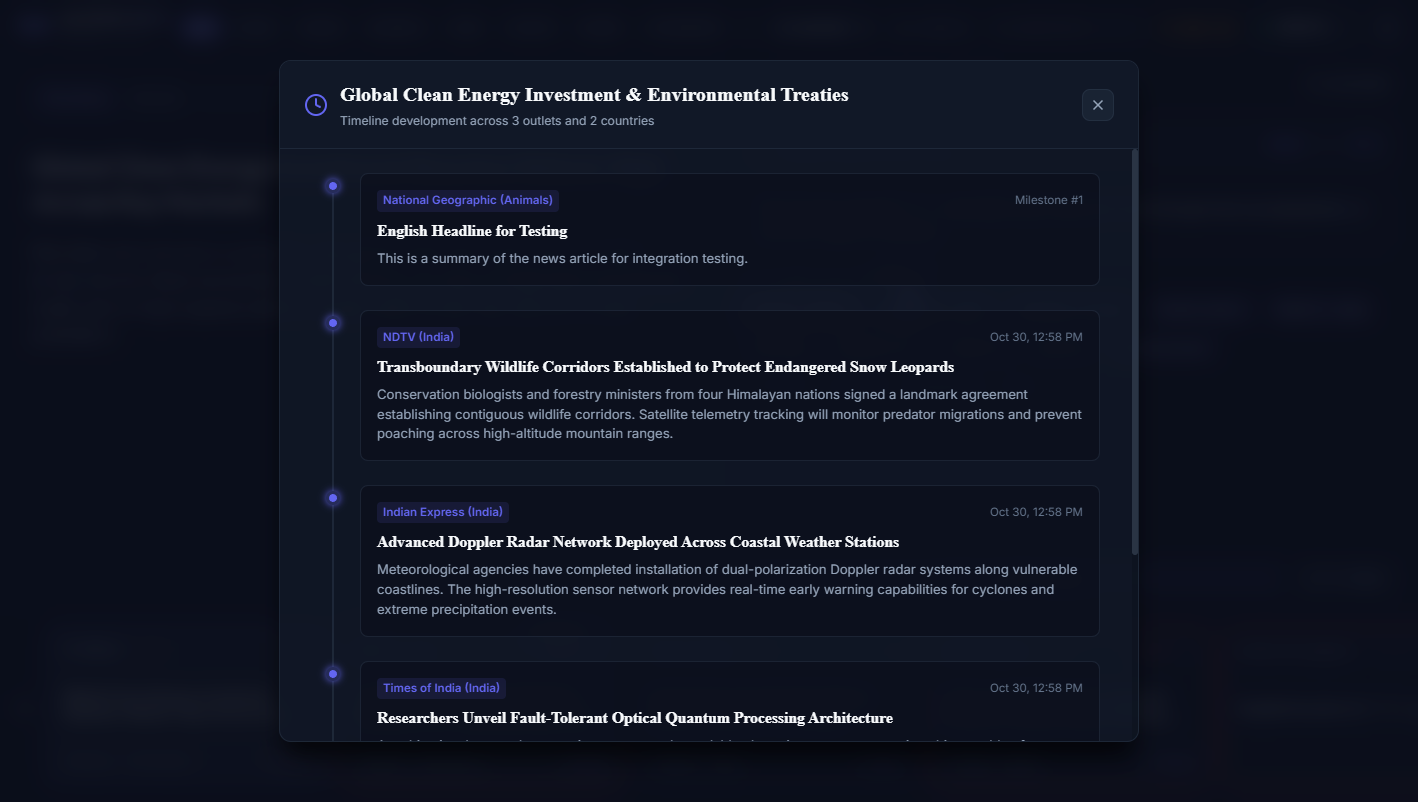 Global Clean Energy Investment & Environmental Treaties
Timeline development across 3 outlets and 2 countries
National Geographic (Animals)
Milestone #1
English Headline for Testing
This is a summary of the news article for integration testing.
NDTV (India)
Oct 30, 12:58 PM
Transboundary Wildlife Corridors Established to Protect Endangered Snow Leopards
Conservation biologists and forestry ministers from four Himalayan nations signed a landmark agreement
establishing contiguous wildlife corridors. Satellite telemetry tracking will monitor predator migrations and prevent
poaching across high-altitude mountain ranges.
Indian Express (India)
Oct 30, 12:58 PM
Advanced Doppler Radar Network Deployed Across Coastal Weather Stations
Meteorological agencies have completed installation of dual-polarization Doppler radar systems along vulnerable
coastlines. The high-resolution sensor network provides real-time early warning capabilities for cyclones and
extreme precipitation events.
Times of India (India)
Oct 30, 12:58 PM
Researchers Unveil Fault-Tolerant Optical Quantum Processing Architecture